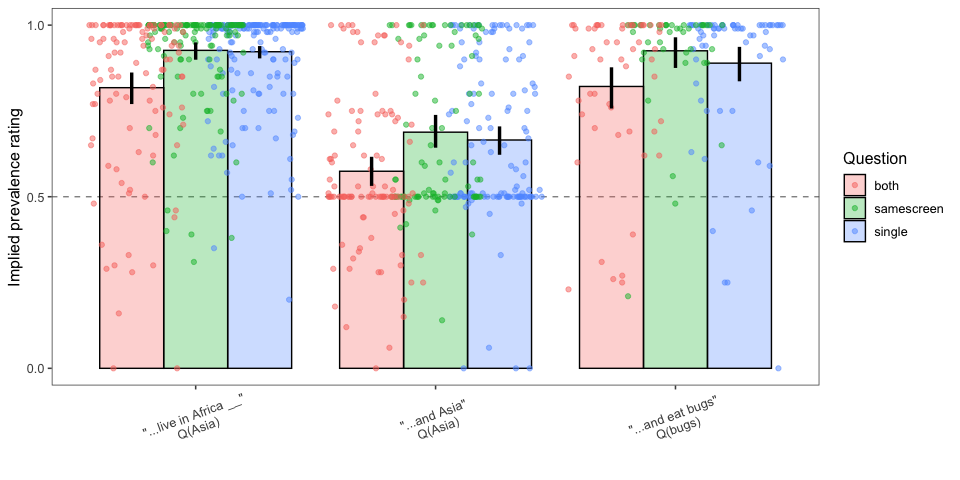 Implied prevalence rating
1.0
0.5
0.0
"...live in Africa __"
Q(Asia)
"...and Asia"
Q(Asia)
"...and eat bugs"
Q(bugs)
Question
both
samescreen
single